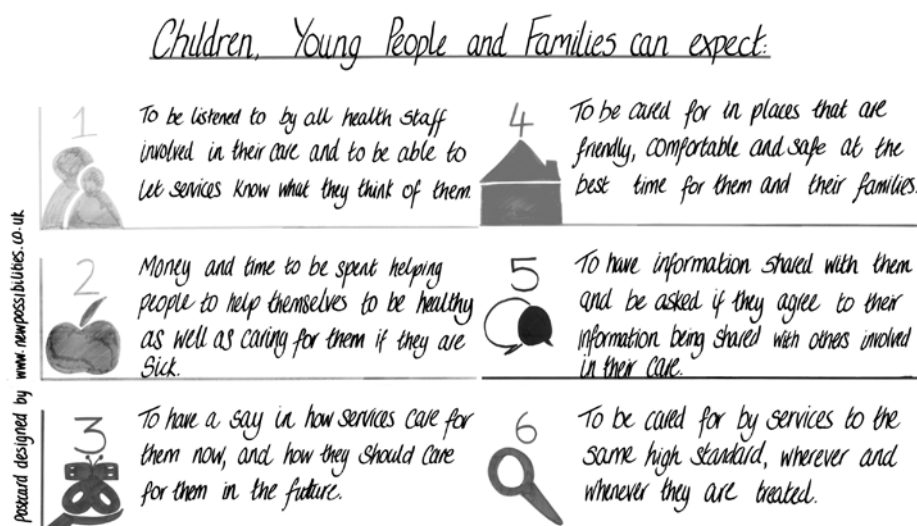 Children, Young People and Families can expect:
1
To be listened to by all health staff
involved in their care and to be able to
let services know what they think of them.
2
Money and time to be spent helping
people to help themselves to be healthy
as well as caring for them if they are
sick.
3
To have a say in how services care for
them now, and how they should care
for them in the future.
4
To be cared for in places that are
friendly, comfortable and safe at the
best time for them and their families.
5
To have information shared with them
and be asked if they agree to their
information being shared with others involved
in their care.
6
To be cared for by services to the
same high standard, wherever and
whenever they are treated.
Postcard designed by www.newpossibilities.co.uk